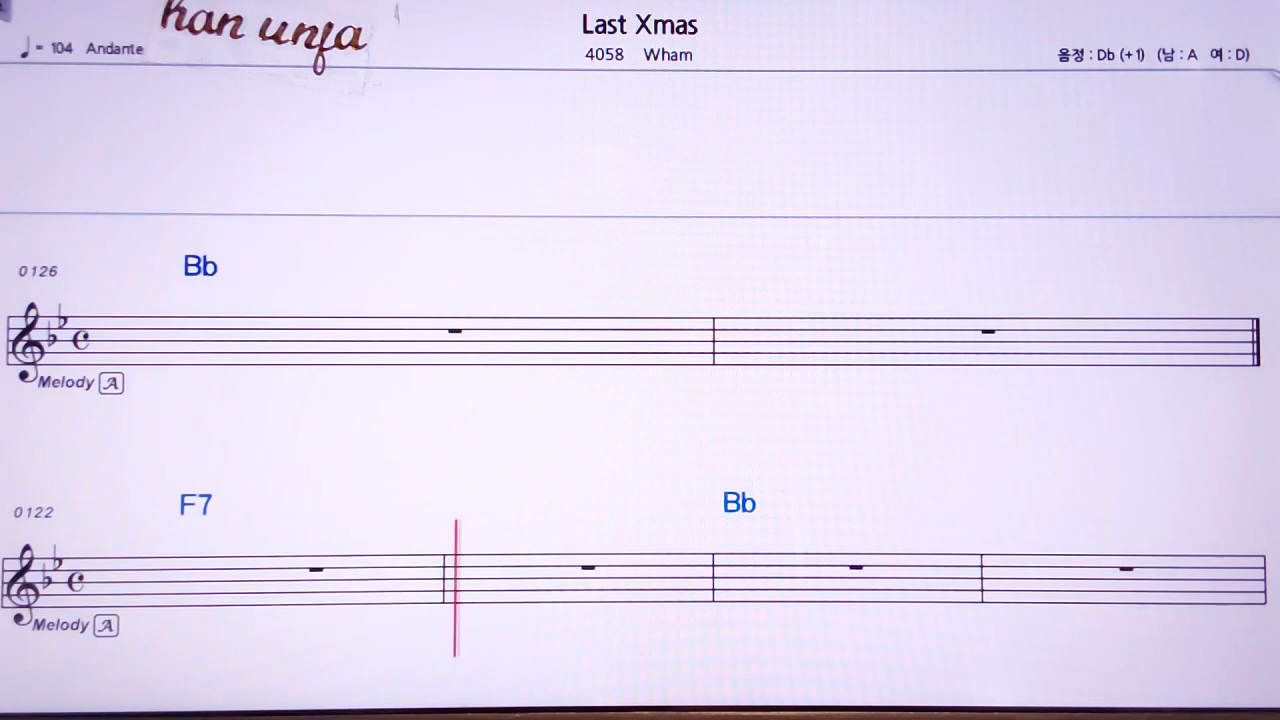 han unfa
Last Xmas
♩ = 104 Andante
4058 Wham
음정 : Db (+1) (남 : A 여 : D)
0126
Bb
Melody A
0122
F7
Bb
Melody A